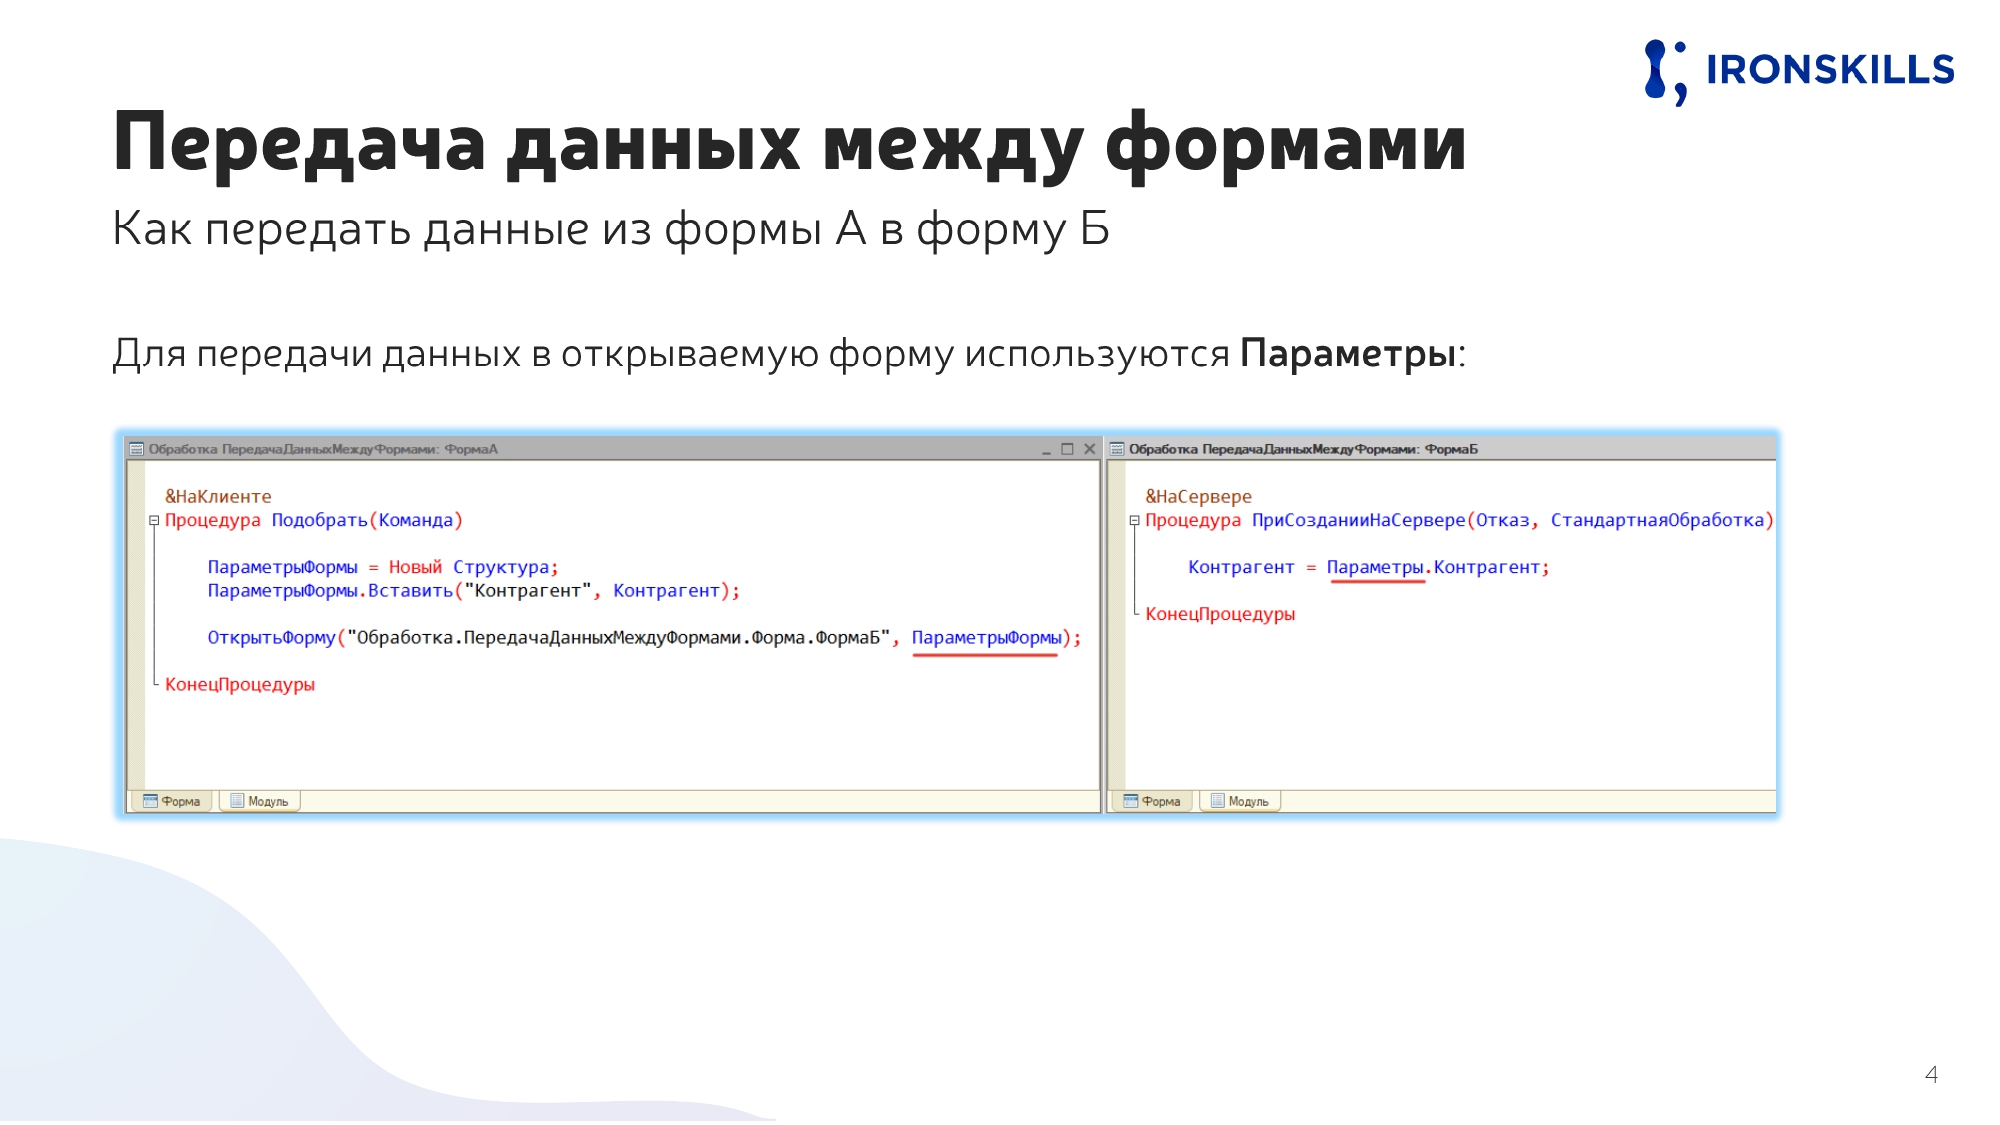 IRONSKILLS
Передача данных между формами
Как передать данные из формы А в форму Б
Для передачи данных в открываемую форму используются Параметры:
Обработка ПередачаДанныхМеждуФормами: ФормаА
&НаКлиенте
Процедура Подобрать(Команда)
ПараметрыФормы = Новый Структура;
ПараметрыФормы.Вставить("Контрагент", Контрагент);
ОткрытьФорму("Обработка.ПередачаДанныхМеждуФормами.Форма.ФормаБ", ПараметрыФормы);
КонецПроцедуры
Форма
Модуль
Обработка ПередачаДанныхМеждуФормами: ФормаБ
&НаСервере
Процедура ПриСозданииНаСервере(Отказ, СтандартнаяОбработка)
Контрагент = Параметры.Контрагент;
КонецПроцедуры
Форма
Модуль
4